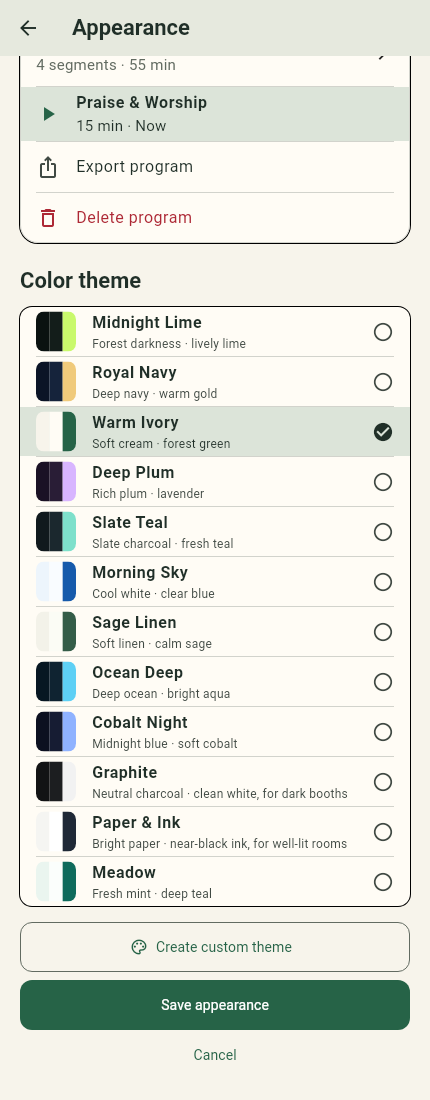 Appearance
4 segments · 55 min
Praise & Worship
15 min · Now
Export program
Delete program
Color theme
Midnight Lime
Forest darkness · lively lime
Royal Navy
Deep navy · warm gold
Warm Ivory
Soft cream · forest green
Deep Plum
Rich plum · lavender
Slate Teal
Slate charcoal · fresh teal
Morning Sky
Cool white · clear blue
Sage Linen
Soft linen · calm sage
Ocean Deep
Deep ocean · bright aqua
Cobalt Night
Midnight blue · soft cobalt
Graphite
Neutral charcoal · clean white, for dark booths
Paper & Ink
Bright paper · near-black ink, for well-lit rooms
Meadow
Fresh mint · deep teal
Create custom theme
Save appearance
Cancel